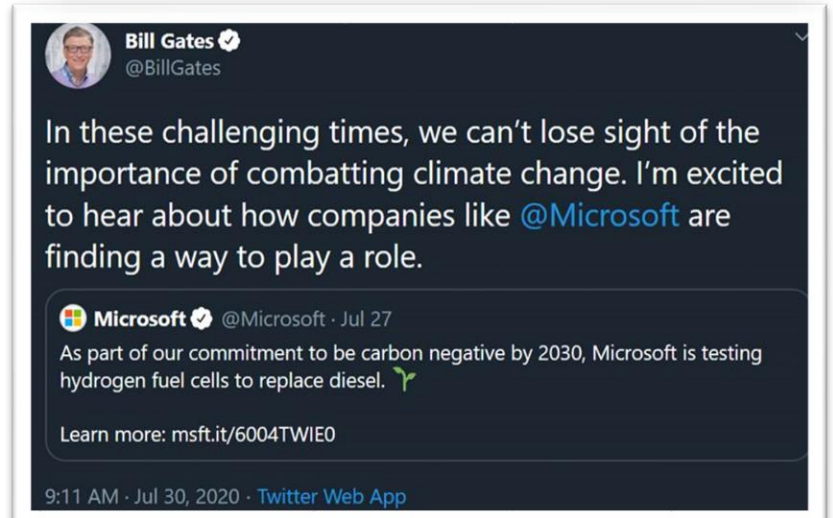 Bill Gates
@BillGates
In these challenging times, we can’t lose sight of the
importance of combatting climate change. I’m excited
to hear about how companies like @Microsoft are
finding a way to play a role.
Microsoft @Microsoft · Jul 27
As part of our commitment to be carbon negative by 2030, Microsoft is testing
hydrogen fuel cells to replace diesel.
Learn more: msft.it/6004TWIE0
9:11 AM · Jul 30, 2020 · Twitter Web App